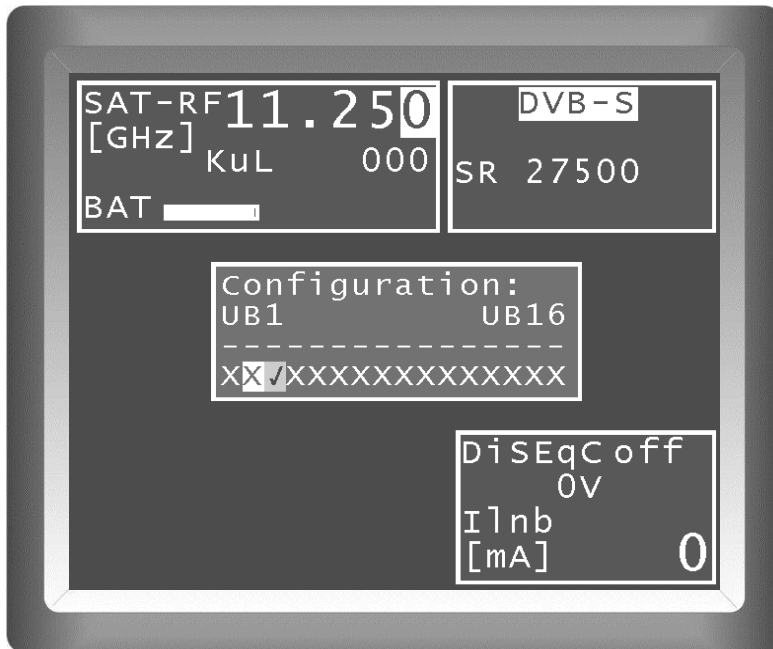 SAT-RF 11.250
[GHz]
KuL 000
BAT
DVB-S
SR 27500
Configuration:
UB1 UB16
----------------
XX✓XXXXXXXXXXXXX
DiSEqC off
0V
Ilnb
[mA] 0